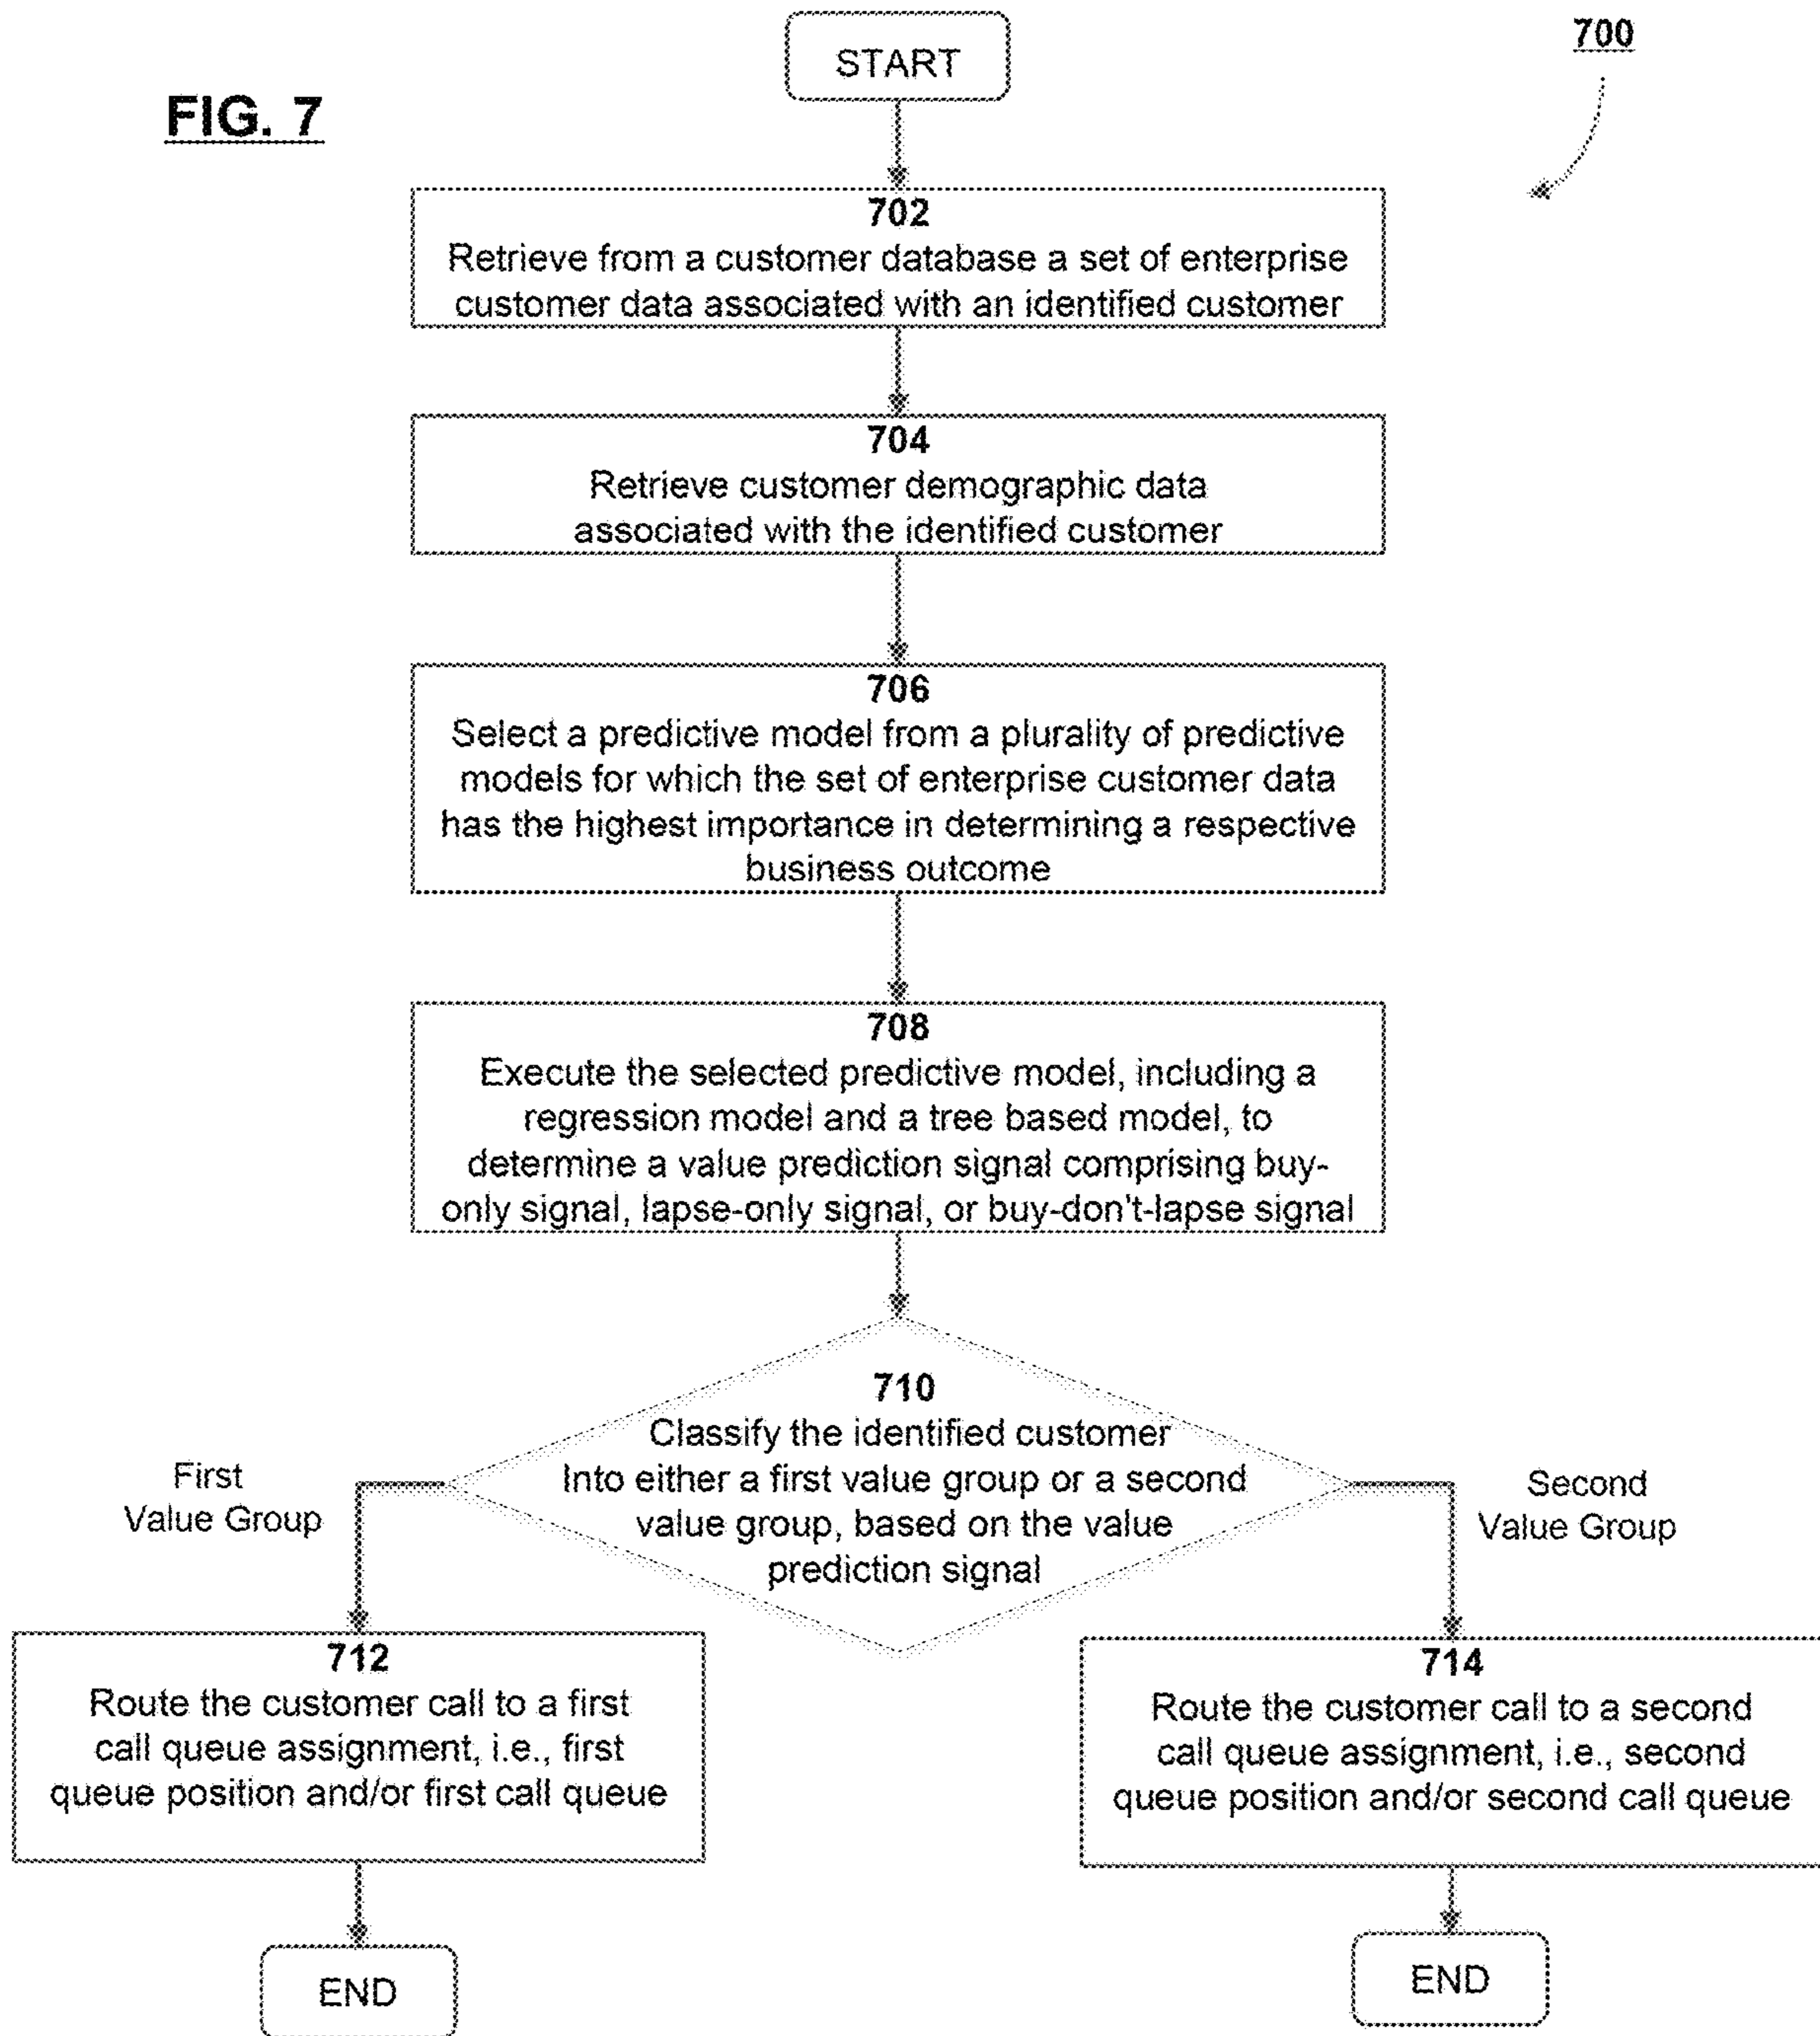 START
700
FIG. 7
702
Retrieve from a customer database a set of enterprise
customer data associated with an identified customer
704
Retrieve customer demographic data
associated with the identified customer
706
Select a predictive model from a plurality of predictive
models for which the set of enterprise customer data
has the highest importance in determining a respective
business outcome
708
Execute the selected predictive model, including a
regression model and a tree based model, to
determine a value prediction signal comprising buy-
only signal, lapse-only signal, or buy-don't-lapse signal
710
Classify the identified customer
Into either a first value group or a second
value group, based on the value
prediction signal
First
Value Group
Second
Value Group
712
Route the customer call to a first
call queue assignment, i.e., first
queue position and/or first call queue
714
Route the customer call to a second
call queue assignment, i.e., second
queue position and/or second call queue
END
END